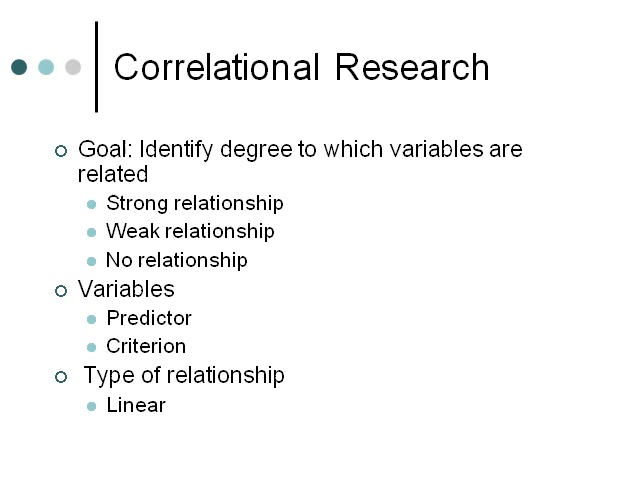 Correlational Research
Goal: Identify degree to which variables are
related
Strong relationship
Weak relationship
No relationship
Variables
Predictor
Criterion
Type of relationship
Linear